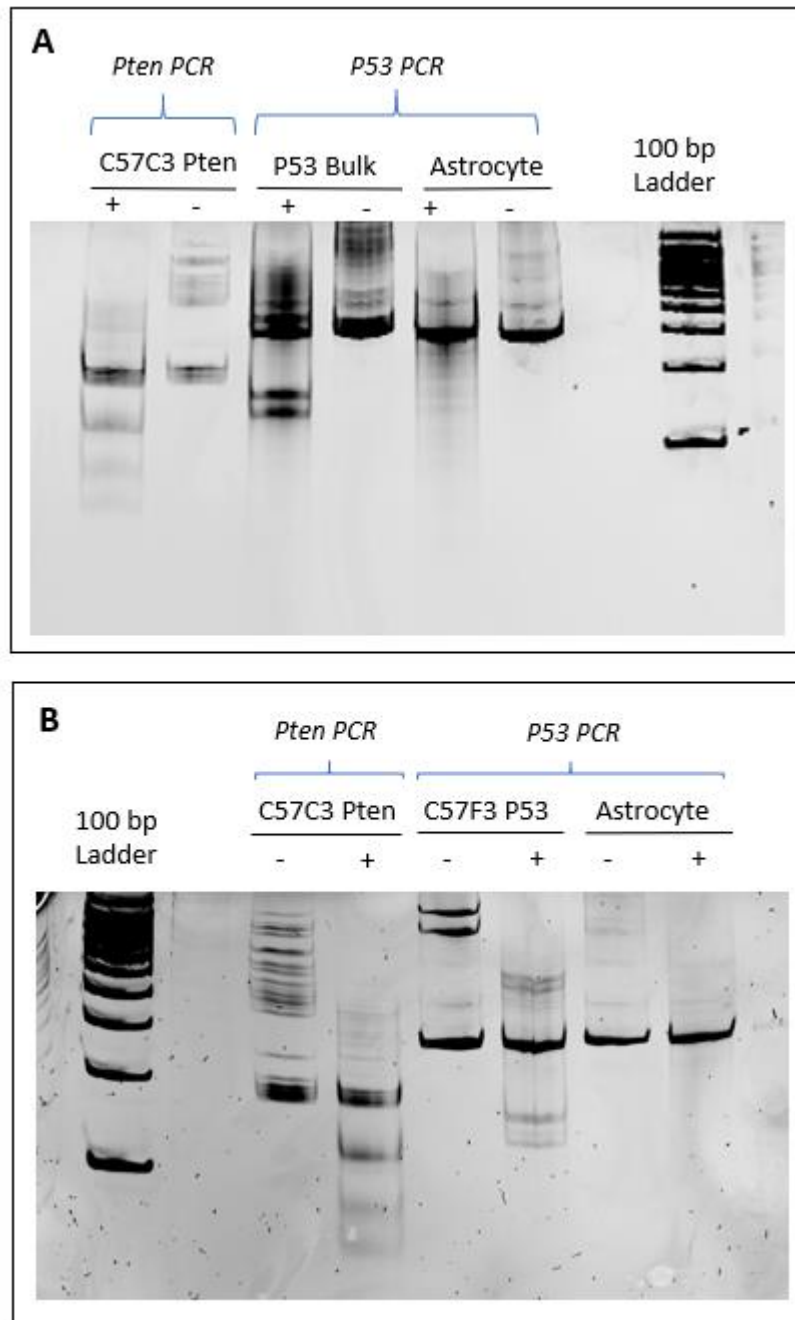 A
Pten PCR P53 PCR
C57C3 Pten P53 Bulk Astrocyte 100 bp
Ladder
+ - + - + -
B
Pten PCR P53 PCR
100 bp C57C3 Pten C57F3 P53 Astrocyte
Ladder
- + - + - +